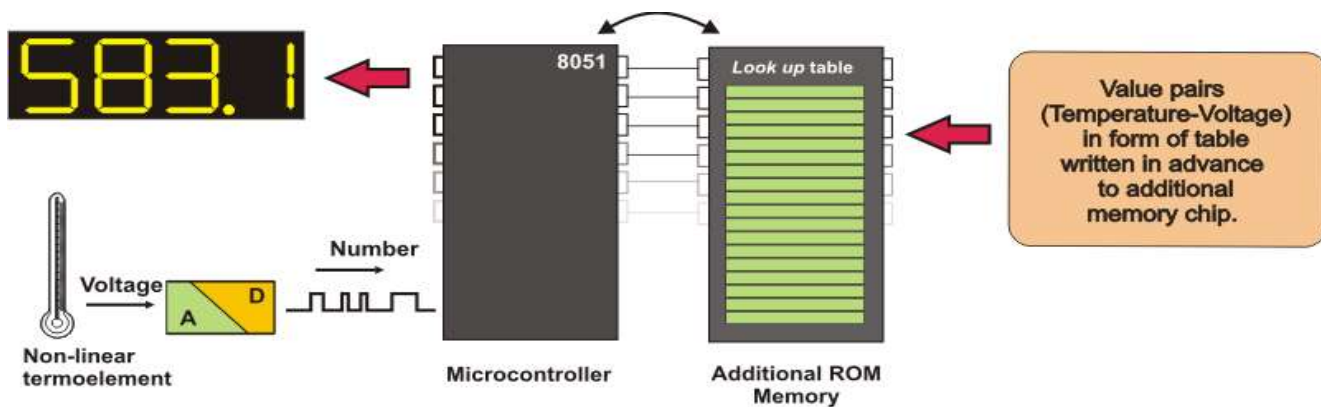 583.1
8051
Look up table
Value pairs
(Temperature-Voltage)
in form of table
written in advance
to additional
memory chip.
Number
Voltage
A
D
Non-linear
termoelement
Microcontroller
Additional ROM
Memory